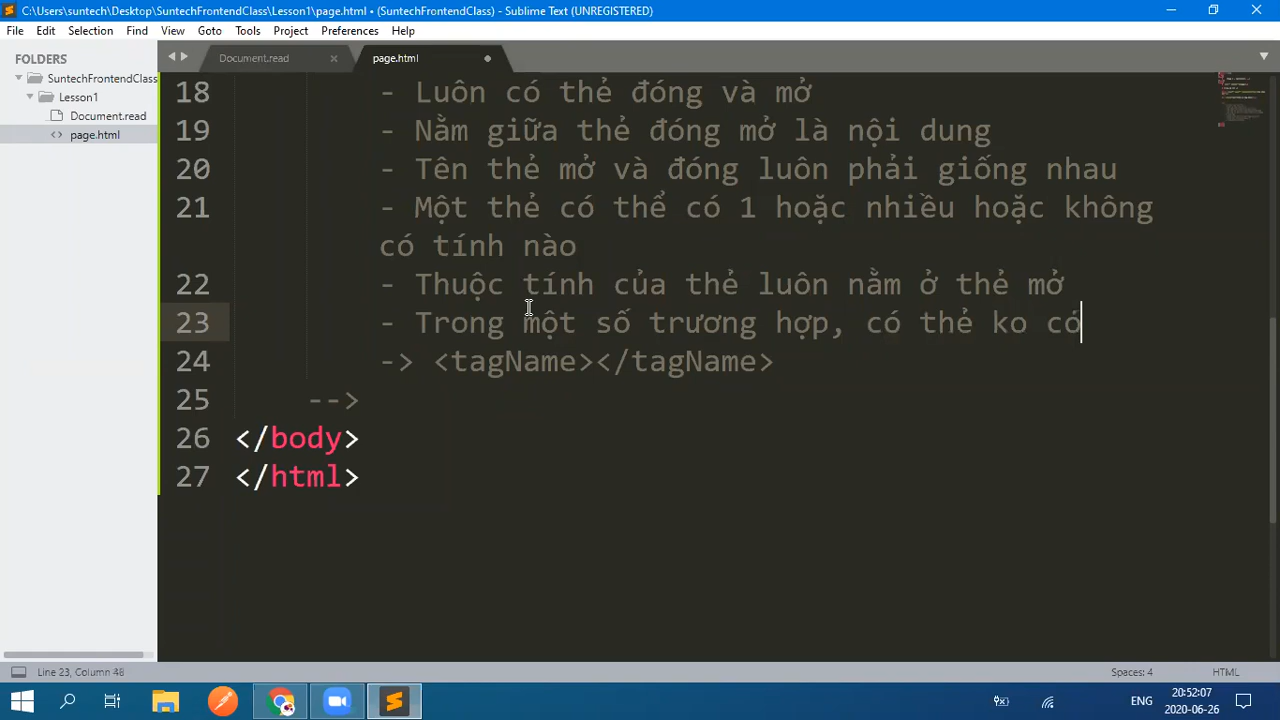 C:\Users\suntech\Desktop\SuntechFrontendClass\Lesson1\page.html • (SuntechFrontendClass) - Sublime Text (UNREGISTERED)
File Edit Selection Find View Goto Tools Project Preferences Help
FOLDERS
SuntechFrontendClass
Lesson1
Document.read
page.html
Document.read
page.html
18 - Luôn có thẻ đóng và mở
19 - Nằm giữa thẻ đóng mở là nội dung
20 - Tên thẻ mở và đóng luôn phải giống nhau
21 - Một thẻ có thể có 1 hoặc nhiều hoặc không
có tính nào
22 - Thuộc tính của thẻ luôn nằm ở thẻ mở
23 - Trong một số trương hợp, có thẻ ko có
24 -> <tagName></tagName>
25 -->
26 </body>
27 </html>
Line 23, Column 48
Spaces: 4
HTML
ENG
20:52:07
2020-06-26